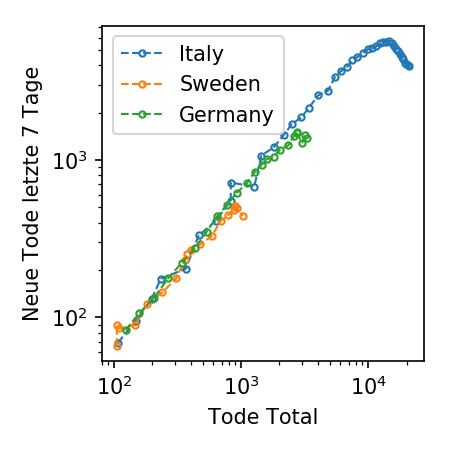 Italy
Sweden
Germany
Neue Tode letzte 7 Tage
10³
10²
10² 10³ 10⁴
Tode Total